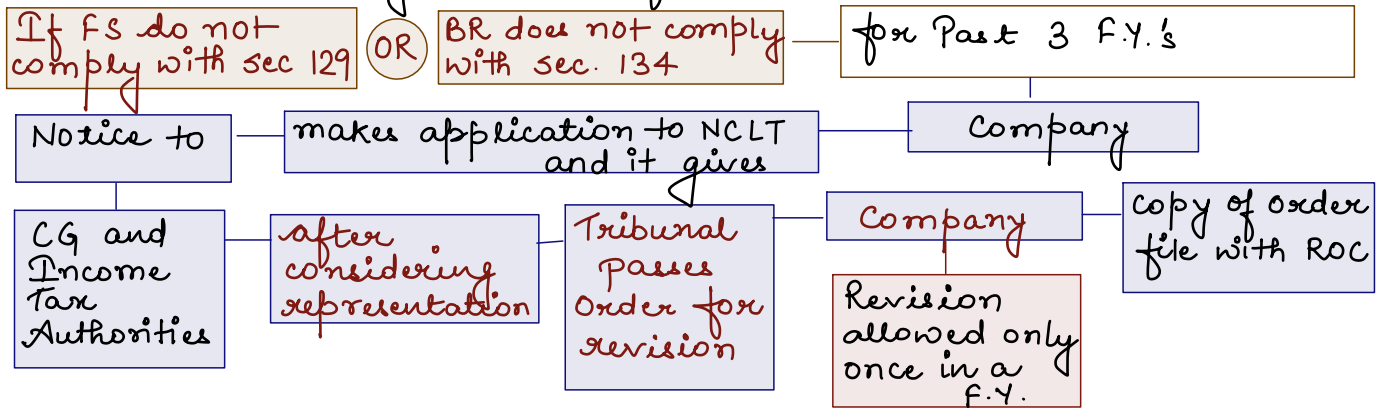 If FS do not
comply with sec 129
OR
BR does not comply
with sec. 134
for Past 3 F.Y.'s
Company
makes application to NCLT
and it gives
Notice to
CG and
Income
Tax
Authorities
after
considering
representation
Tribunal
passes
Order for
revision
Company
copy of order
file with ROC
Revision
allowed only
once in a
F.Y.